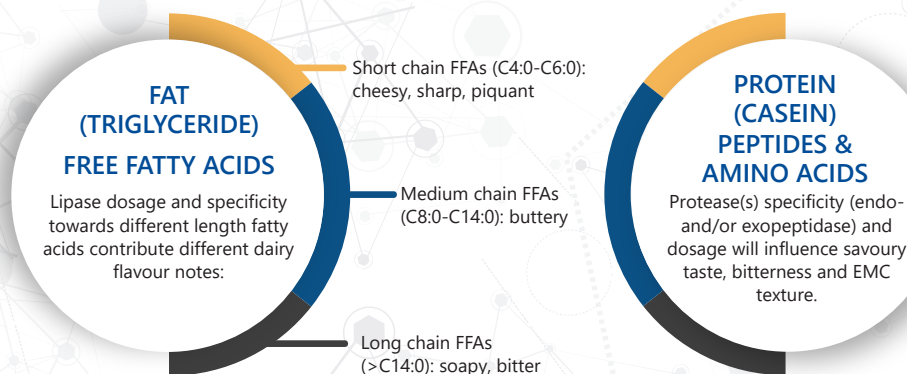 FAT
(TRIGLYCERIDE)
FREE FATTY ACIDS
Lipase dosage and specificity
towards different length fatty
acids contribute different dairy
flavour notes:
Short chain FFAs (C4:0-C6:0):
cheesy, sharp, piquant
Medium chain FFAs
(C8:0-C14:0): buttery
Long chain FFAs
(>C14:0): soapy, bitter
PROTEIN
(CASEIN)
PEPTIDES &
AMINO ACIDS
Protease(s) specificity (endo-
and/or exopeptidase) and
dosage will influence savoury
taste, bitterness and EMC
texture.